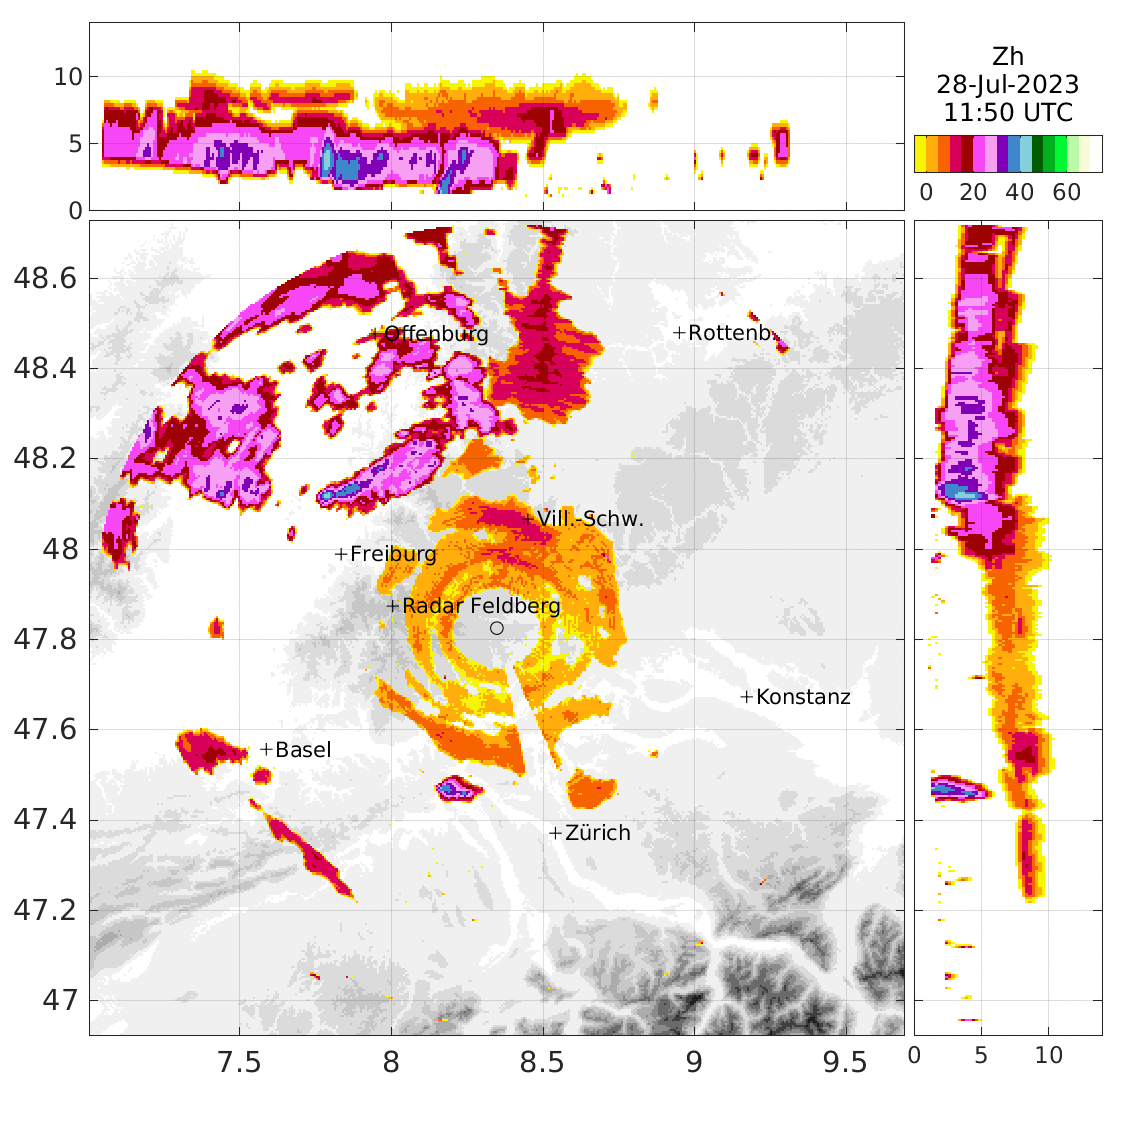 Zh
28-Jul-2023
11:50 UTC
0 20 40 60
10
5
0
48.6
48.4
48.2
48
47.8
47.6
47.4
47.2
47
Offenburg
Rottenb.
Vill.-Schw.
Freiburg
Radar Feldberg
Konstanz
Basel
Zürich
7.5 8 8.5 9 9.5
0 5 10